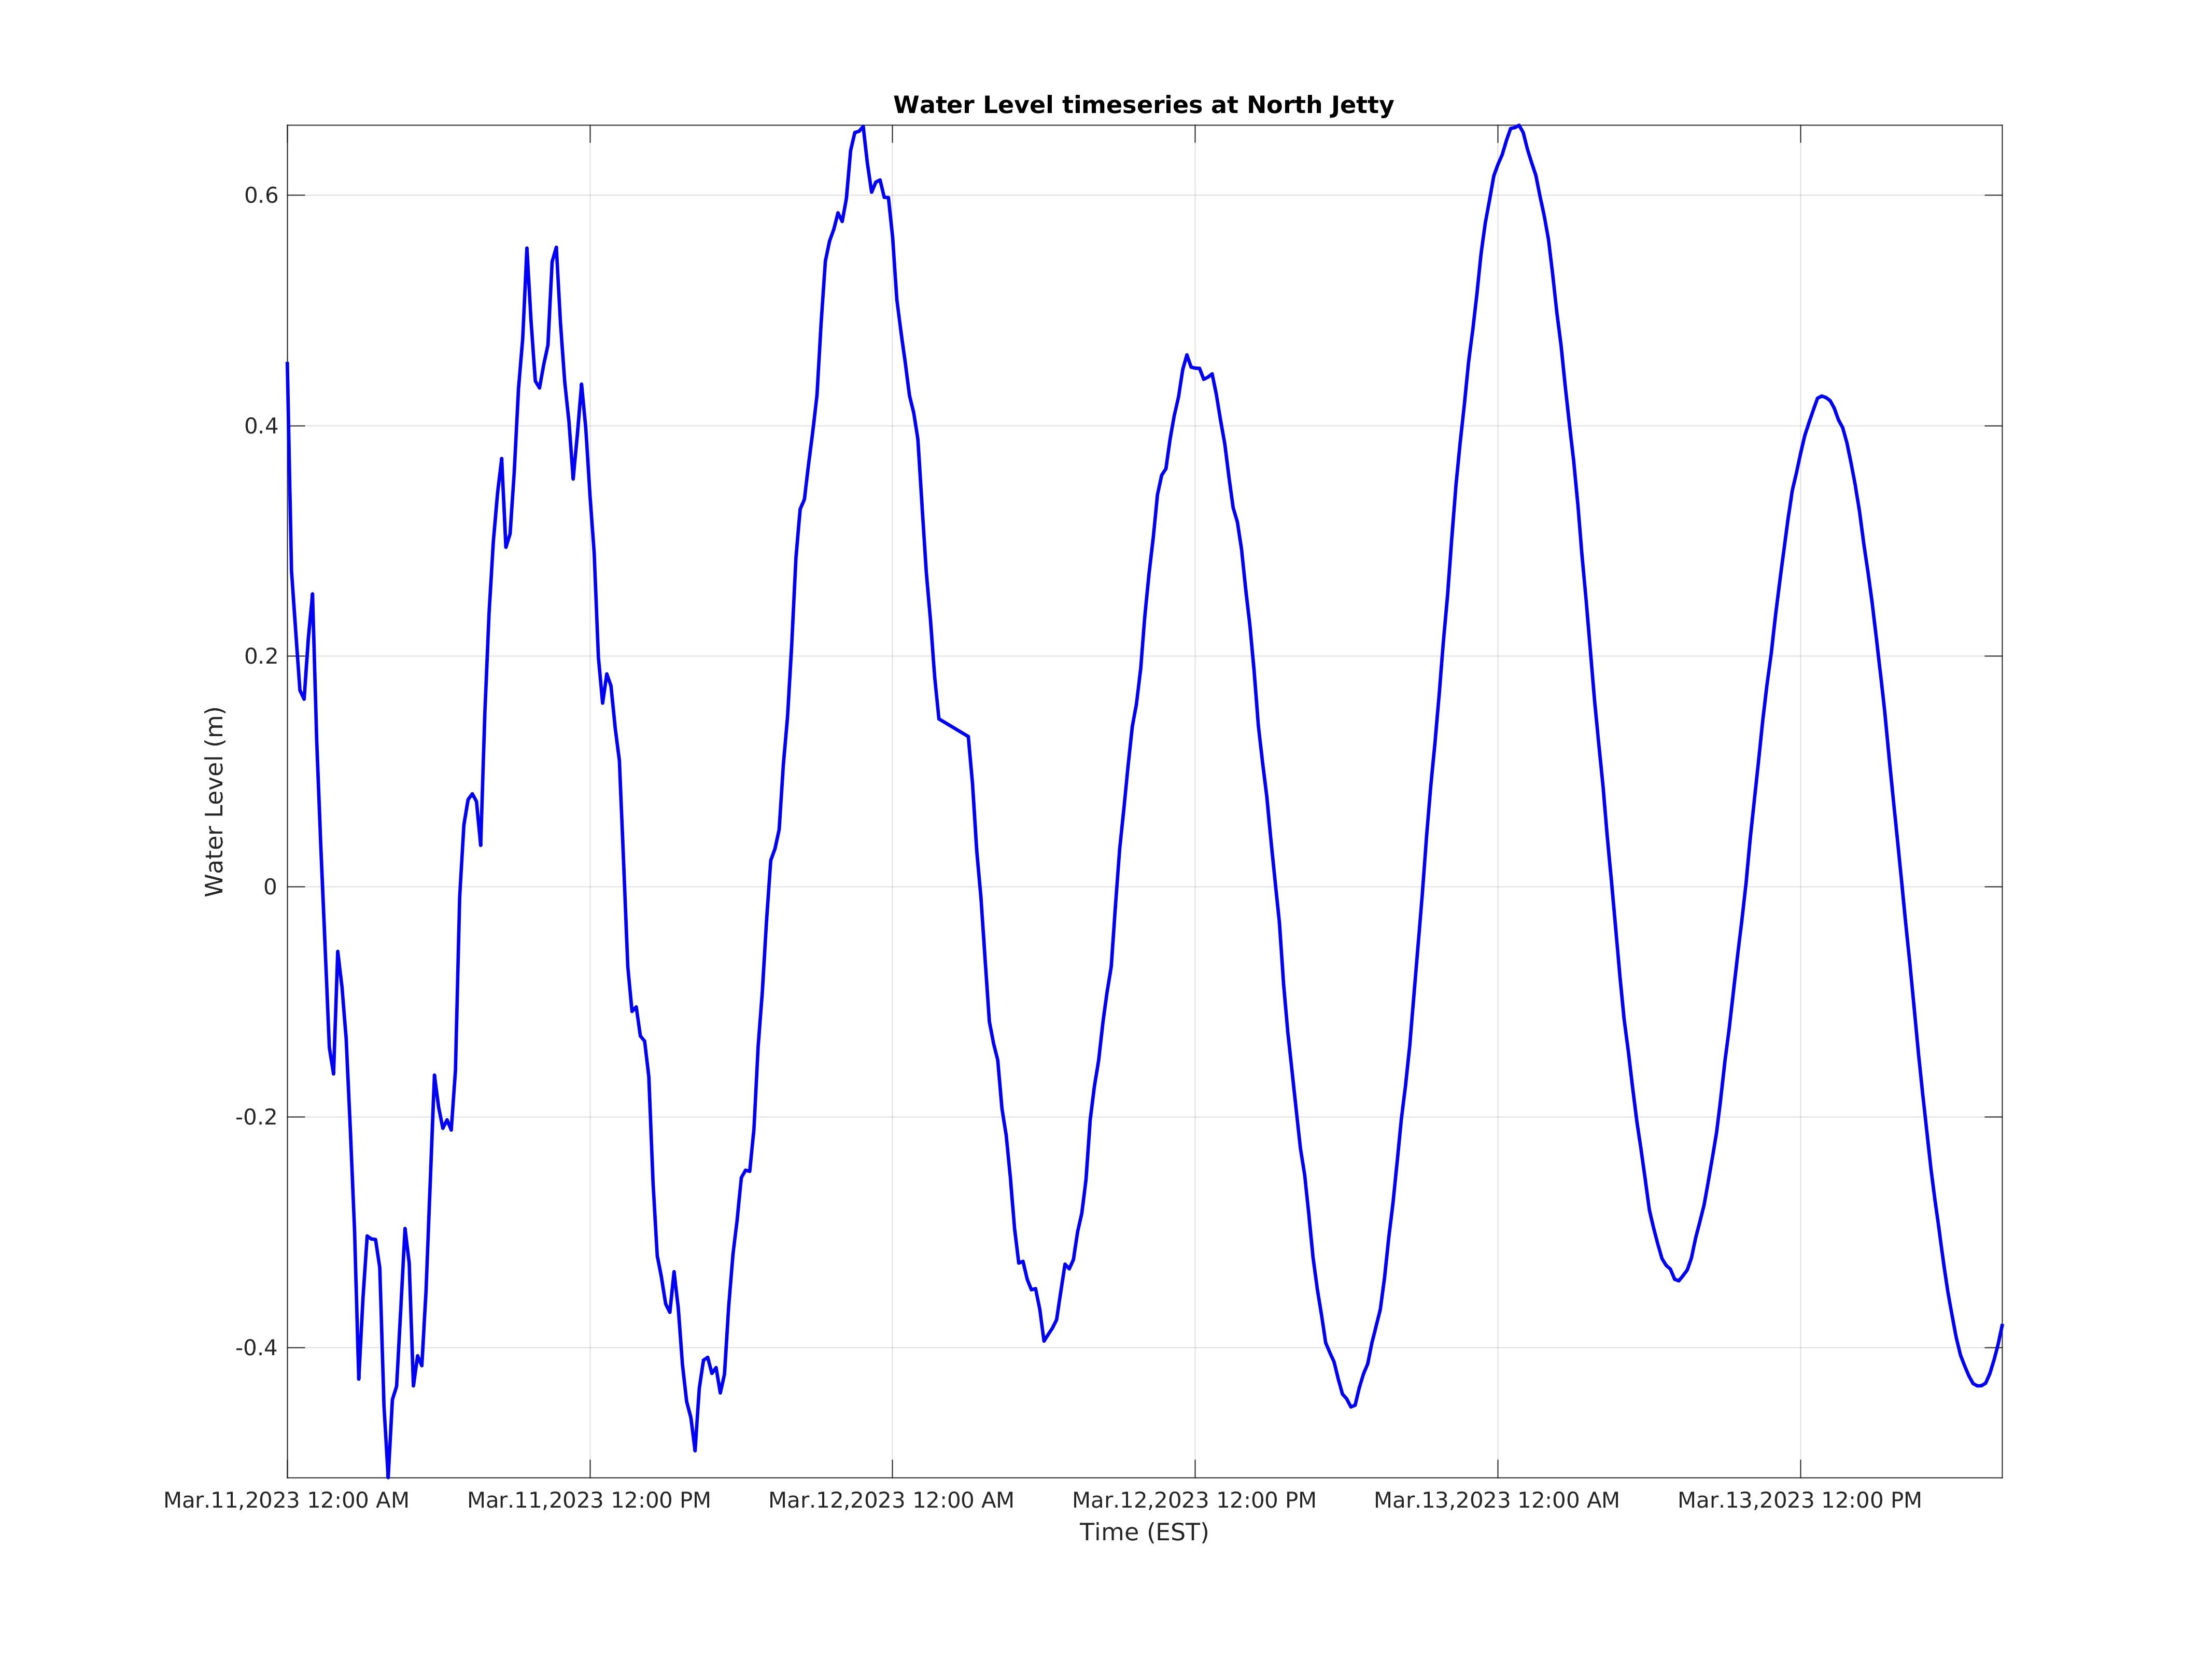 Water Level timeseries at North Jetty
0.6
0.4
0.2
0
-0.2
-0.4
Water Level (m)
Mar.11,2023 12:00 AM Mar.11,2023 12:00 PM Mar.12,2023 12:00 AM Mar.12,2023 12:00 PM Mar.13,2023 12:00 AM Mar.13,2023 12:00 PM
Time (EST)